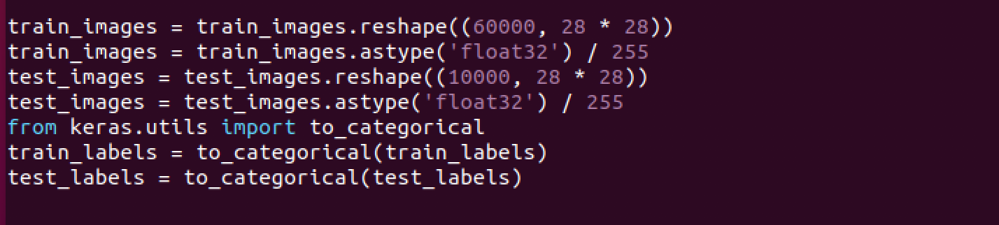 train_images = train_images.reshape((60000, 28 * 28))
train_images = train_images.astype('float32') / 255
test_images = test_images.reshape((10000, 28 * 28))
test_images = test_images.astype('float32') / 255
from keras.utils import to_categorical
train_labels = to_categorical(train_labels)
test_labels = to_categorical(test_labels)